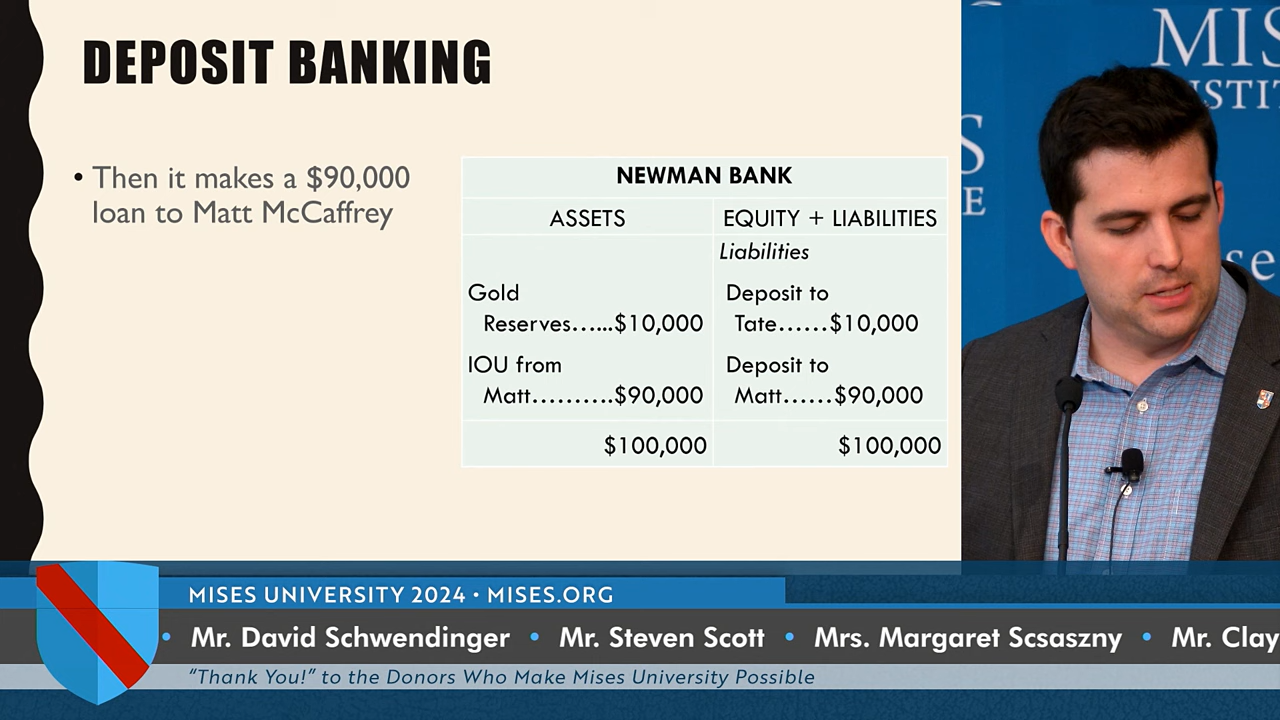 DEPOSIT BANKING
• Then it makes a $90,000
loan to Matt McCaffrey
NEWMAN BANK
ASSETS
EQUITY + LIABILITIES
Liabilities
Gold
Reserves…...$10,000
Deposit to
Tate……$10,000
IOU from
Matt……….$90,000
Deposit to
Matt……$90,000
$100,000
$100,000
MISES UNIVERSITY 2024 • MISES.ORG
• Mr. David Schwendinger • Mr. Steven Scott • Mrs. Margaret Scsaszny • Mr. Clay
"Thank You!" to the Donors Who Make Mises University Possible